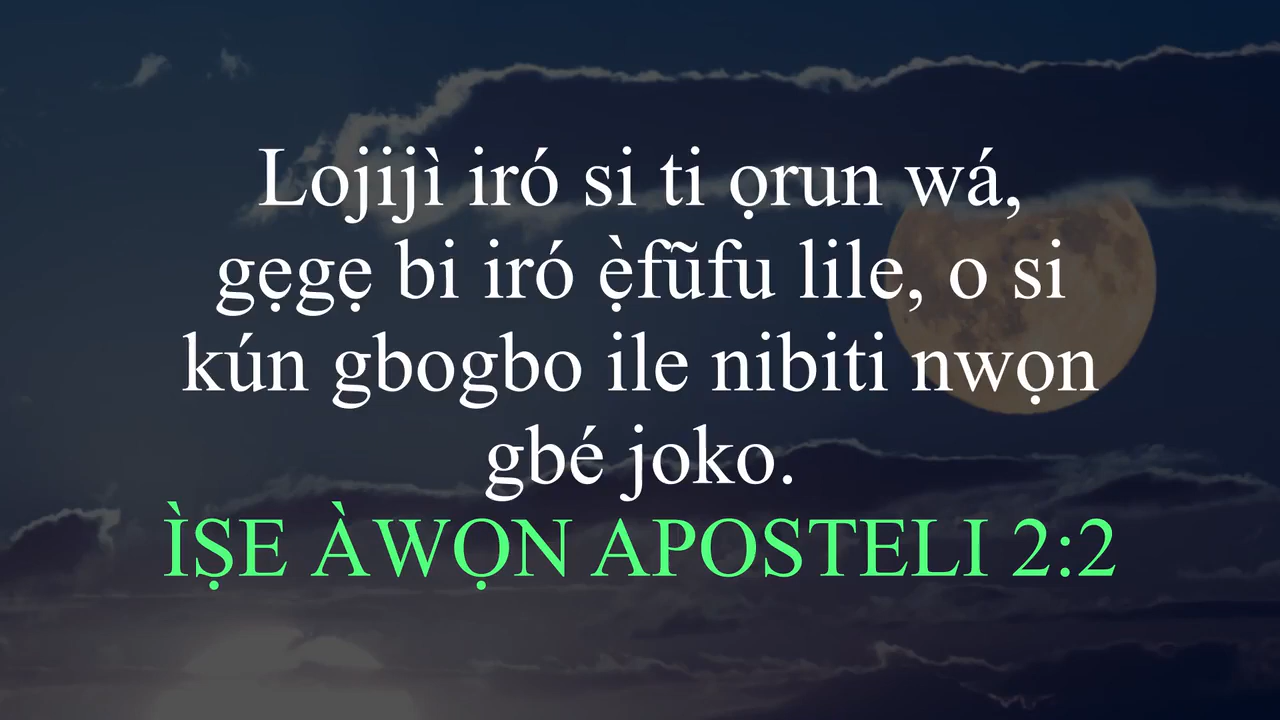 Lojijì iró si ti ọrun wá,
gẹgẹ bi iró ẹ̀fũfu lile, o si
kún gbogbo ile nibiti nwọn
gbé joko.
ÌṢE ÀWỌN APOSTELI 2:2